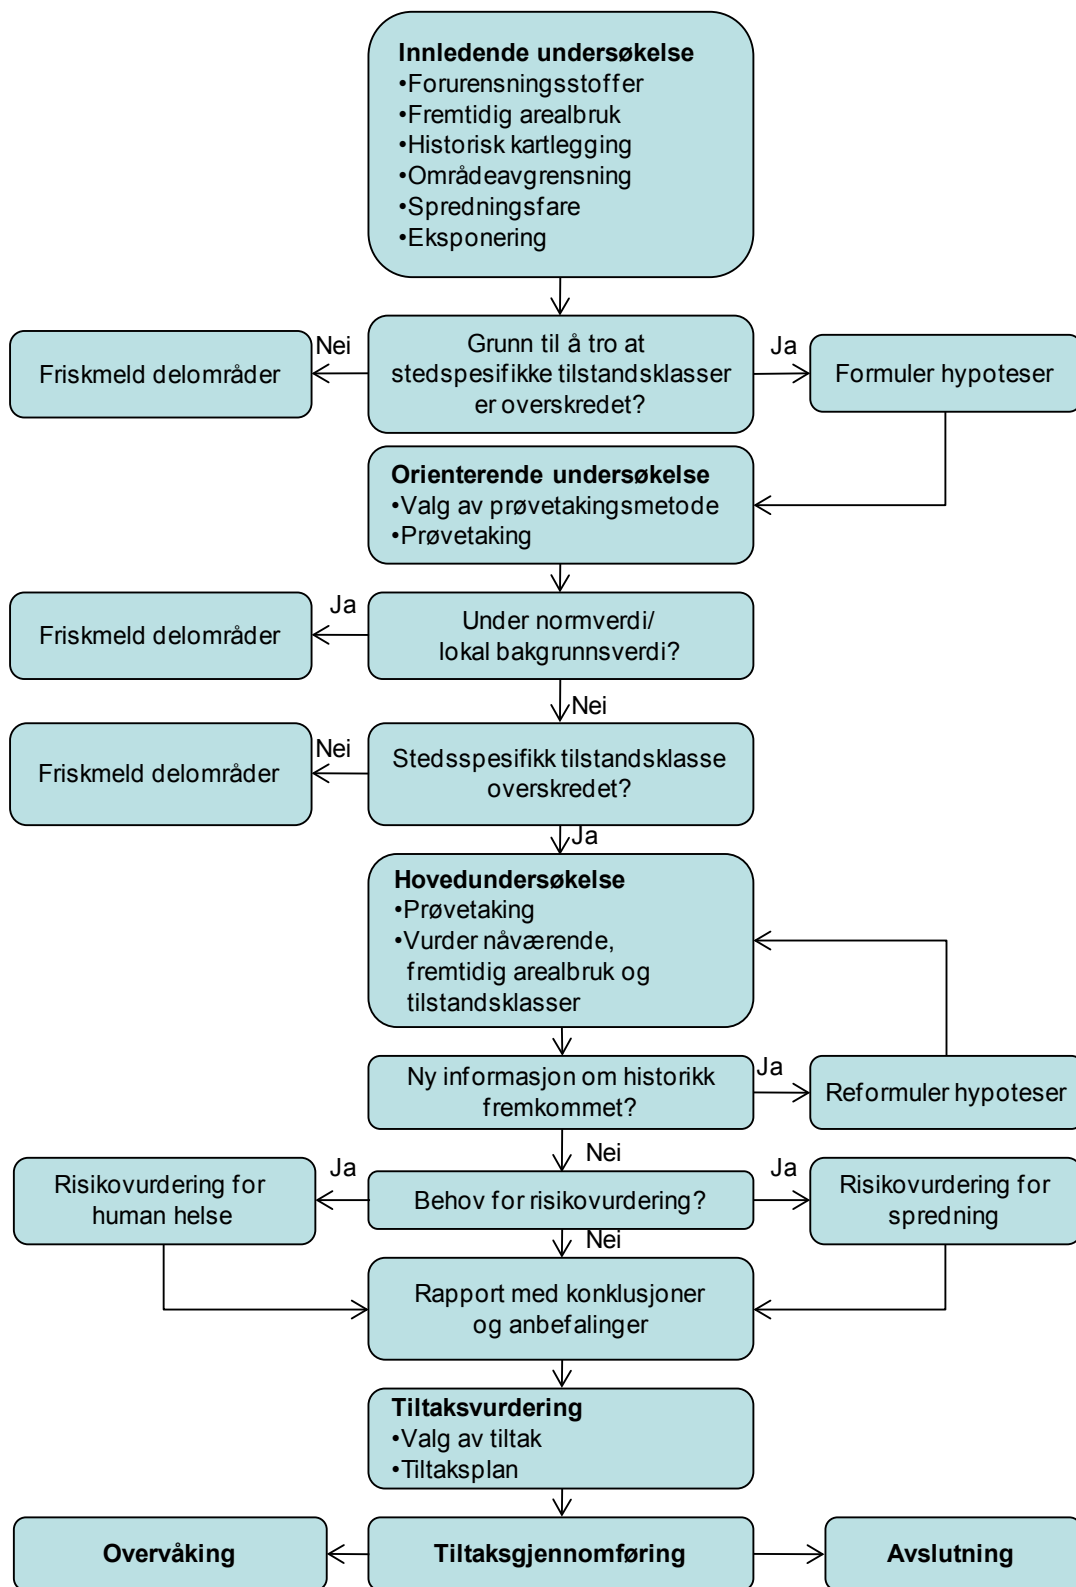 Innledende undersøkelse
•Forurensningsstoffer
•Fremtidig arealbruk
•Historisk kartlegging
•Områdeavgrensning
•Spredningsfare
•Eksponering
Friskmeld delområder
Nei
Grunn til å tro at
stedspesifikke tilstandsklasser
er overskredet?
Ja
Formuler hypoteser
Orienterende undersøkelse
•Valg av prøvetakingsmetode
•Prøvetaking
Friskmeld delområder
Ja
Under normverdi/
lokal bakgrunnsverdi?
Nei
Friskmeld delområder
Nei
Stedsspesifikk tilstandsklasse
overskredet?
Ja
Hovedundersøkelse
•Prøvetaking
•Vurder nåværende,
fremtidig arealbruk og
tilstandsklasser
Ny informasjon om historikk
fremkommet?
Ja
Reformuler hypoteser
Nei
Risikovurdering for
human helse
Ja
Behov for risikovurdering?
Ja
Risikovurdering for
spredning
Nei
Rapport med konklusjoner
og anbefalinger
Tiltaksvurdering
•Valg av tiltak
•Tiltaksplan
Overvåking
Tiltaksgjennomføring
Avslutning